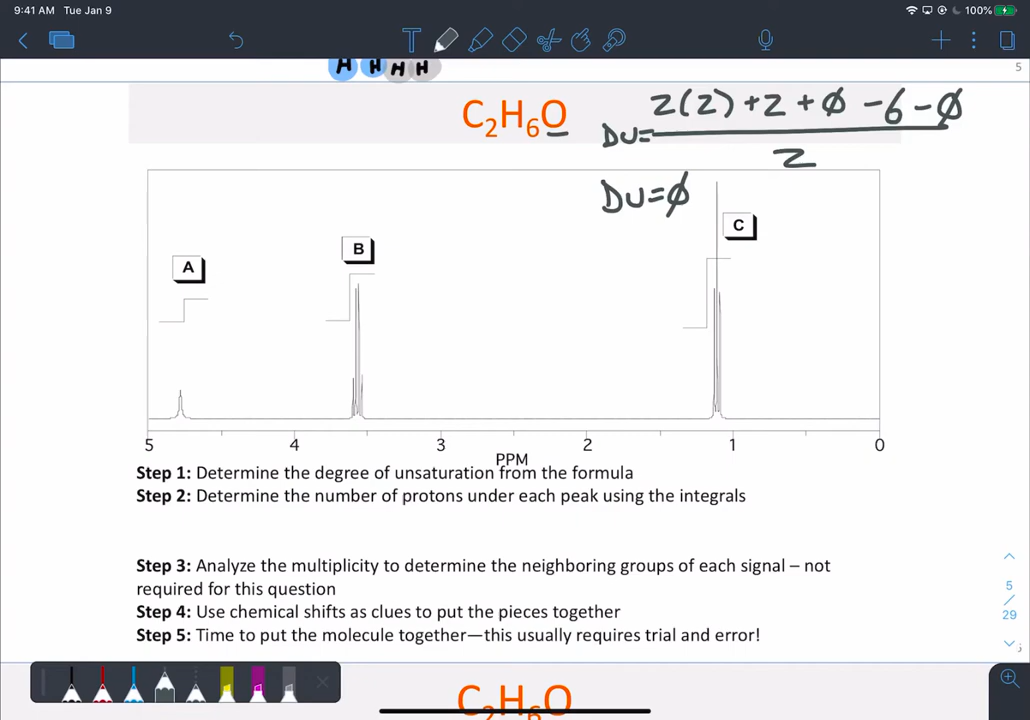 9:41 AM Tue Jan 9
100%
T
H H H H
5
C2H6O
DU= 2(2)+2+∅-6-∅
2
DU=∅
A
B
C
5 4 3 2 1 0
PPM
Step 1: Determine the degree of unsaturation from the formula
Step 2: Determine the number of protons under each peak using the integrals
Step 3: Analyze the multiplicity to determine the neighboring groups of each signal – not
required for this question
Step 4: Use chemical shifts as clues to put the pieces together
Step 5: Time to put the molecule together—this usually requires trial and error!
5
/
29
C2H6O